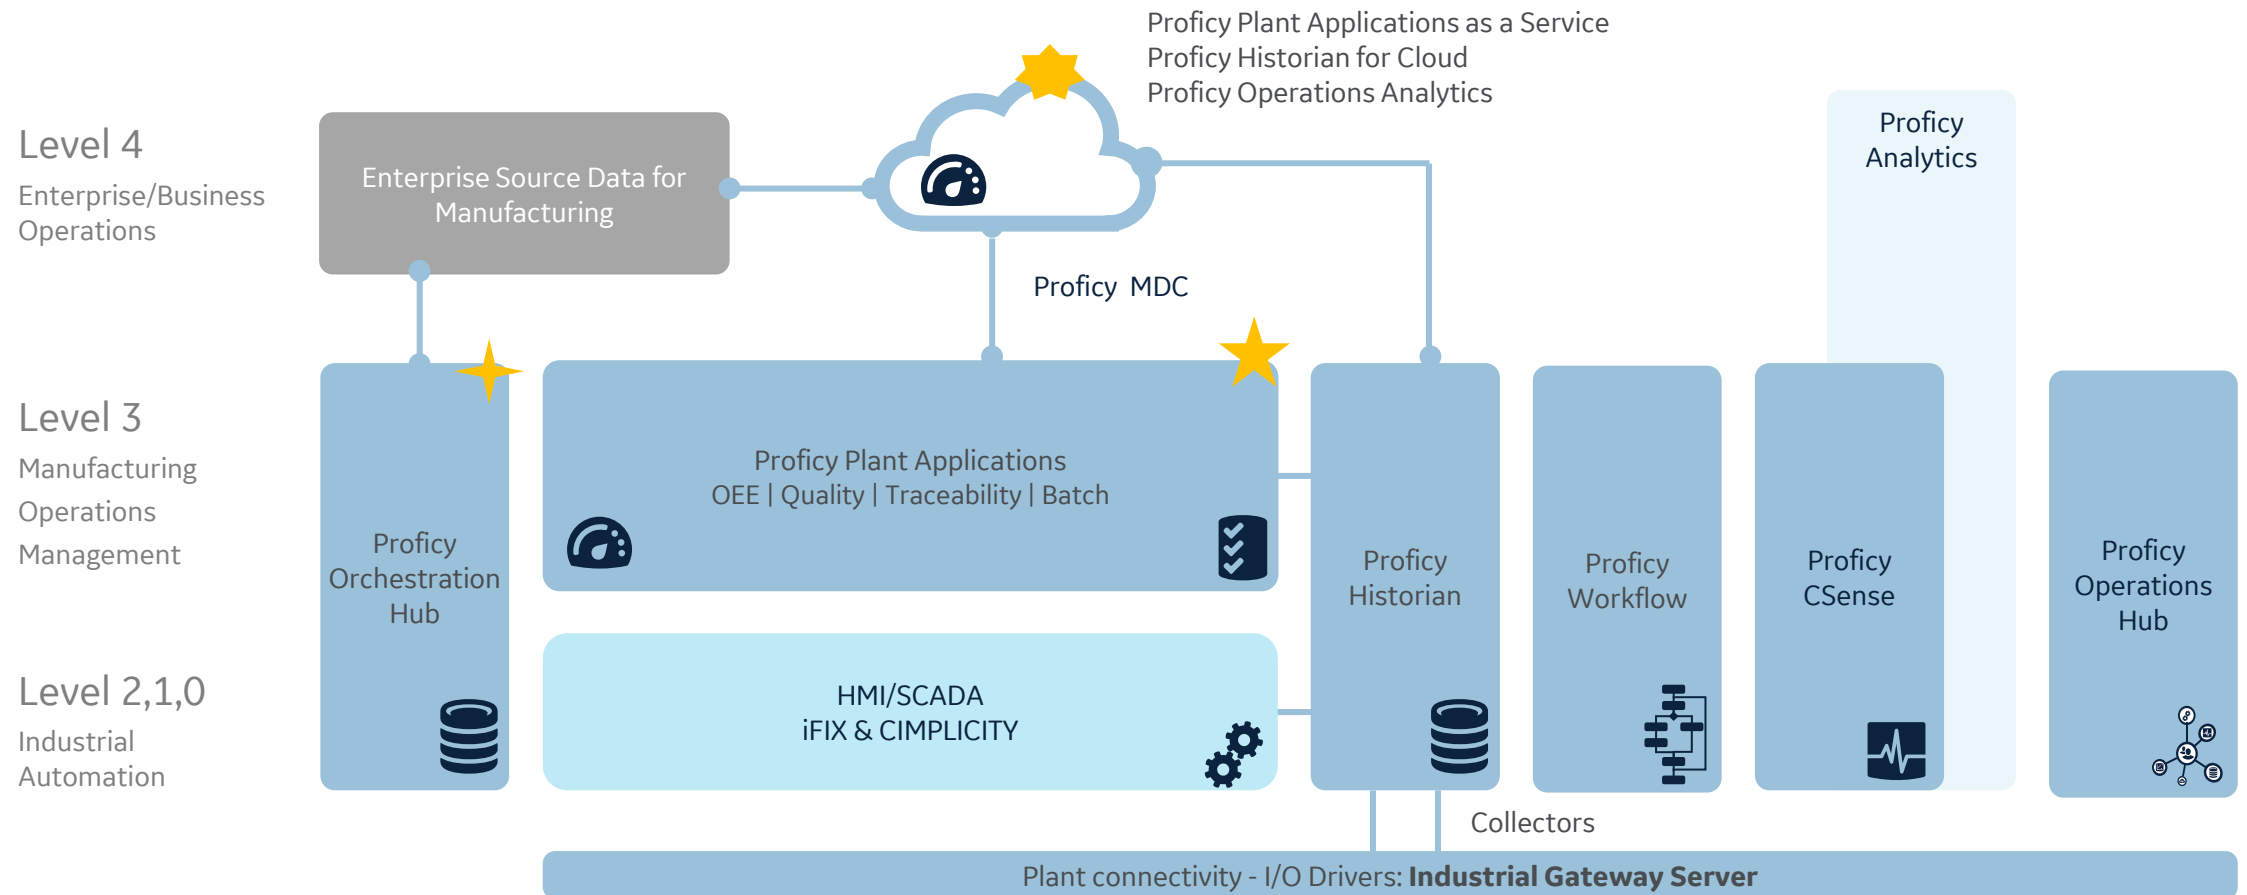 Proficy Plant Applications as a Service
Proficy Historian for Cloud
Proficy Operations Analytics
Level 4
Enterprise/Business
Operations
Enterprise Source Data for
Manufacturing
Proficy
Analytics
Proficy MDC
Level 3
Manufacturing
Operations
Management
Proficy
Orchestration
Hub
Proficy Plant Applications
OEE | Quality | Traceability | Batch
Proficy
Historian
Proficy
Workflow
Proficy
CSense
Proficy
Operations
Hub
Level 2,1,0
Industrial
Automation
HMI/SCADA
iFIX & CIMPLICITY
Collectors
Plant connectivity - I/O Drivers: Industrial Gateway Server